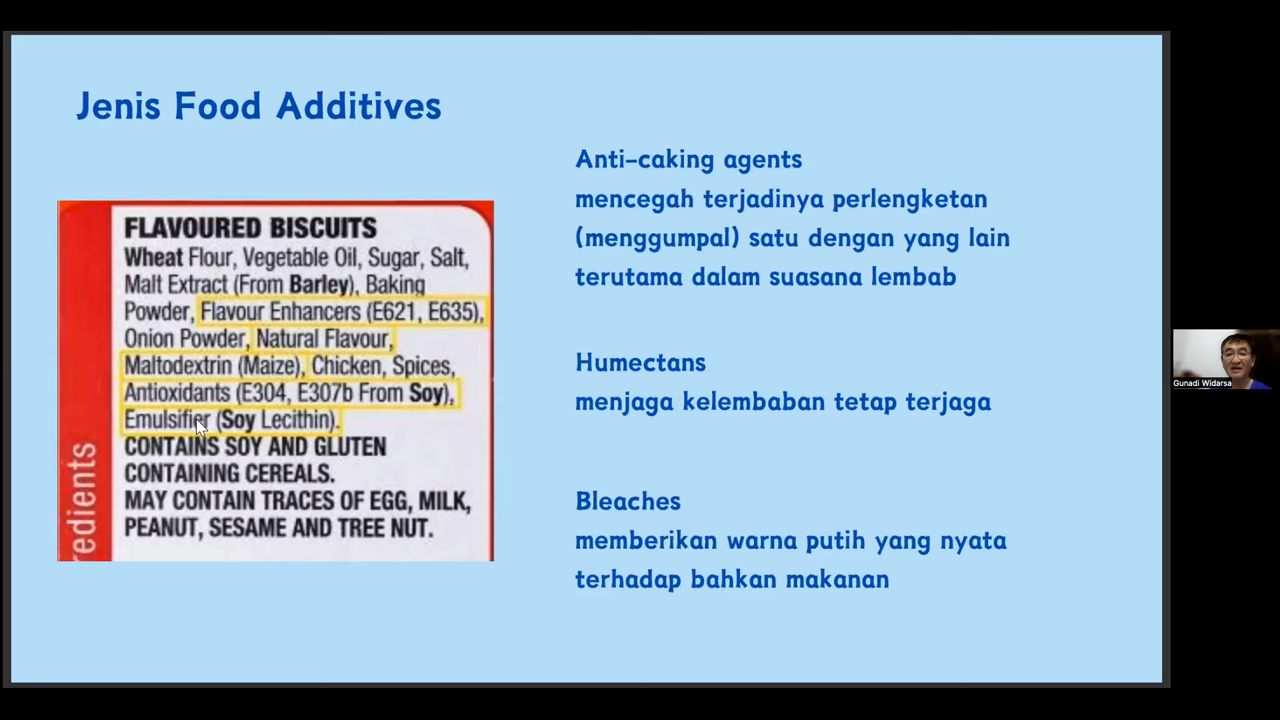 Jenis Food Additives
FLAVOURED BISCUITS
Wheat Flour, Vegetable Oil, Sugar, Salt,
Malt Extract (From Barley), Baking
Powder, Flavour Enhancers (E621, E635),
Onion Powder, Natural Flavour,
Maltodextrin (Maize), Chicken, Spices,
Antioxidants (E304, E307b From Soy),
Emulsifier (Soy Lecithin).
CONTAINS SOY AND GLUTEN
CONTAINING CEREALS.
MAY CONTAIN TRACES OF EGG, MILK,
PEANUT, SESAME AND TREE NUT.
redients
Anti-caking agents
mencegah terjadinya perlengketan
(menggumpal) satu dengan yang lain
terutama dalam suasana lembab
Humectans
menjaga kelembaban tetap terjaga
Bleaches
memberikan warna putih yang nyata
terhadap bahkan makanan
Gunadi Widarsa